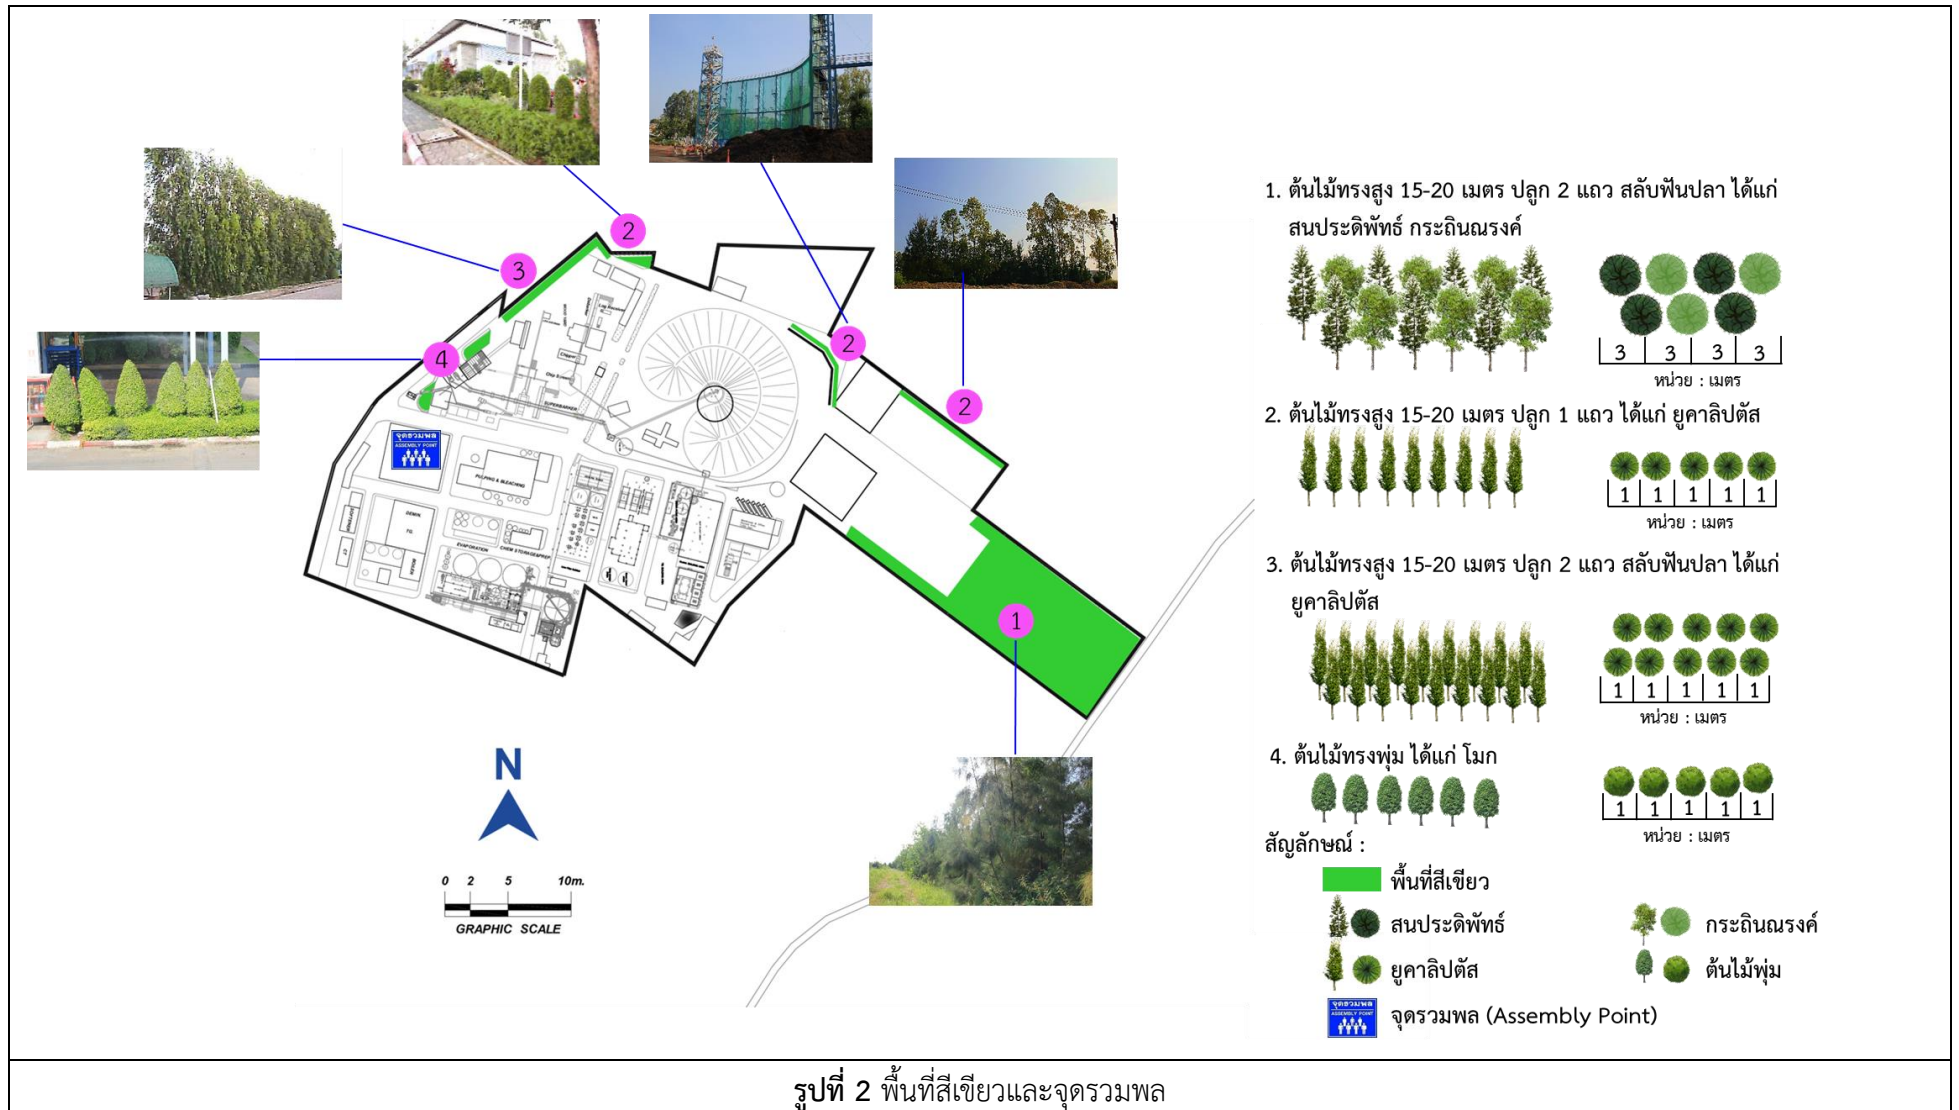 2
3
2
4
2
1
จุดรวมพล
ASSEMBLY POINT
Chipper
SUPERBARKER
PULPING & BLEACHING
DEMIN
EVAPORATION
CHEM STORAGE&PREP
N
0 2 5 10m.
GRAPHIC SCALE
1. ต้นไม้ทรงสูง 15-20 เมตร ปลูก 2 แถว สลับฟันปลา ได้แก่
สนประดิพัทธ์ กระถินณรงค์
3 3 3 3
หน่วย : เมตร
2. ต้นไม้ทรงสูง 15-20 เมตร ปลูก 1 แถว ได้แก่ ยูคาลิปตัส
1 1 1 1 1
หน่วย : เมตร
3. ต้นไม้ทรงสูง 15-20 เมตร ปลูก 2 แถว สลับฟันปลา ได้แก่
ยูคาลิปตัส
1 1 1 1 1
หน่วย : เมตร
4. ต้นไม้ทรงพุ่ม ได้แก่ โมก
1 1 1 1 1
หน่วย : เมตร
สัญลักษณ์ :
พื้นที่สีเขียว
สนประดิพัทธ์ กระถินณรงค์
ยูคาลิปตัส ต้นไม้พุ่ม
จุดรวมพล
ASSEMBLY POINT
จุดรวมพล (Assembly Point)
รูปที่ 2 พื้นที่สีเขียวและจุดรวมพล